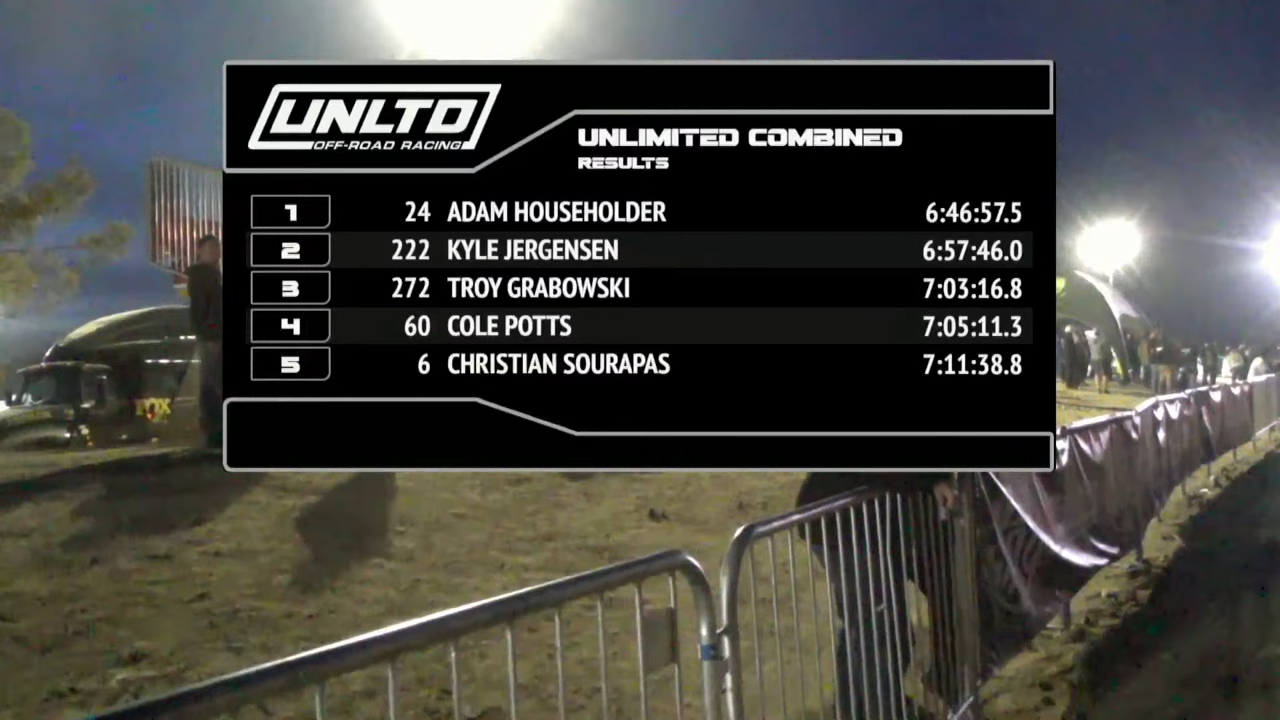 UNLTD
OFF-ROAD RACING
UNLIMITED COMBINED
RESULTS
1 24 ADAM HOUSEHOLDER 6:46:57.5
2 222 KYLE JERGENSEN 6:57:46.0
3 272 TROY GRABOWSKI 7:03:16.8
4 60 COLE POTTS 7:05:11.3
5 6 CHRISTIAN SOURAPAS 7:11:38.8
FOX